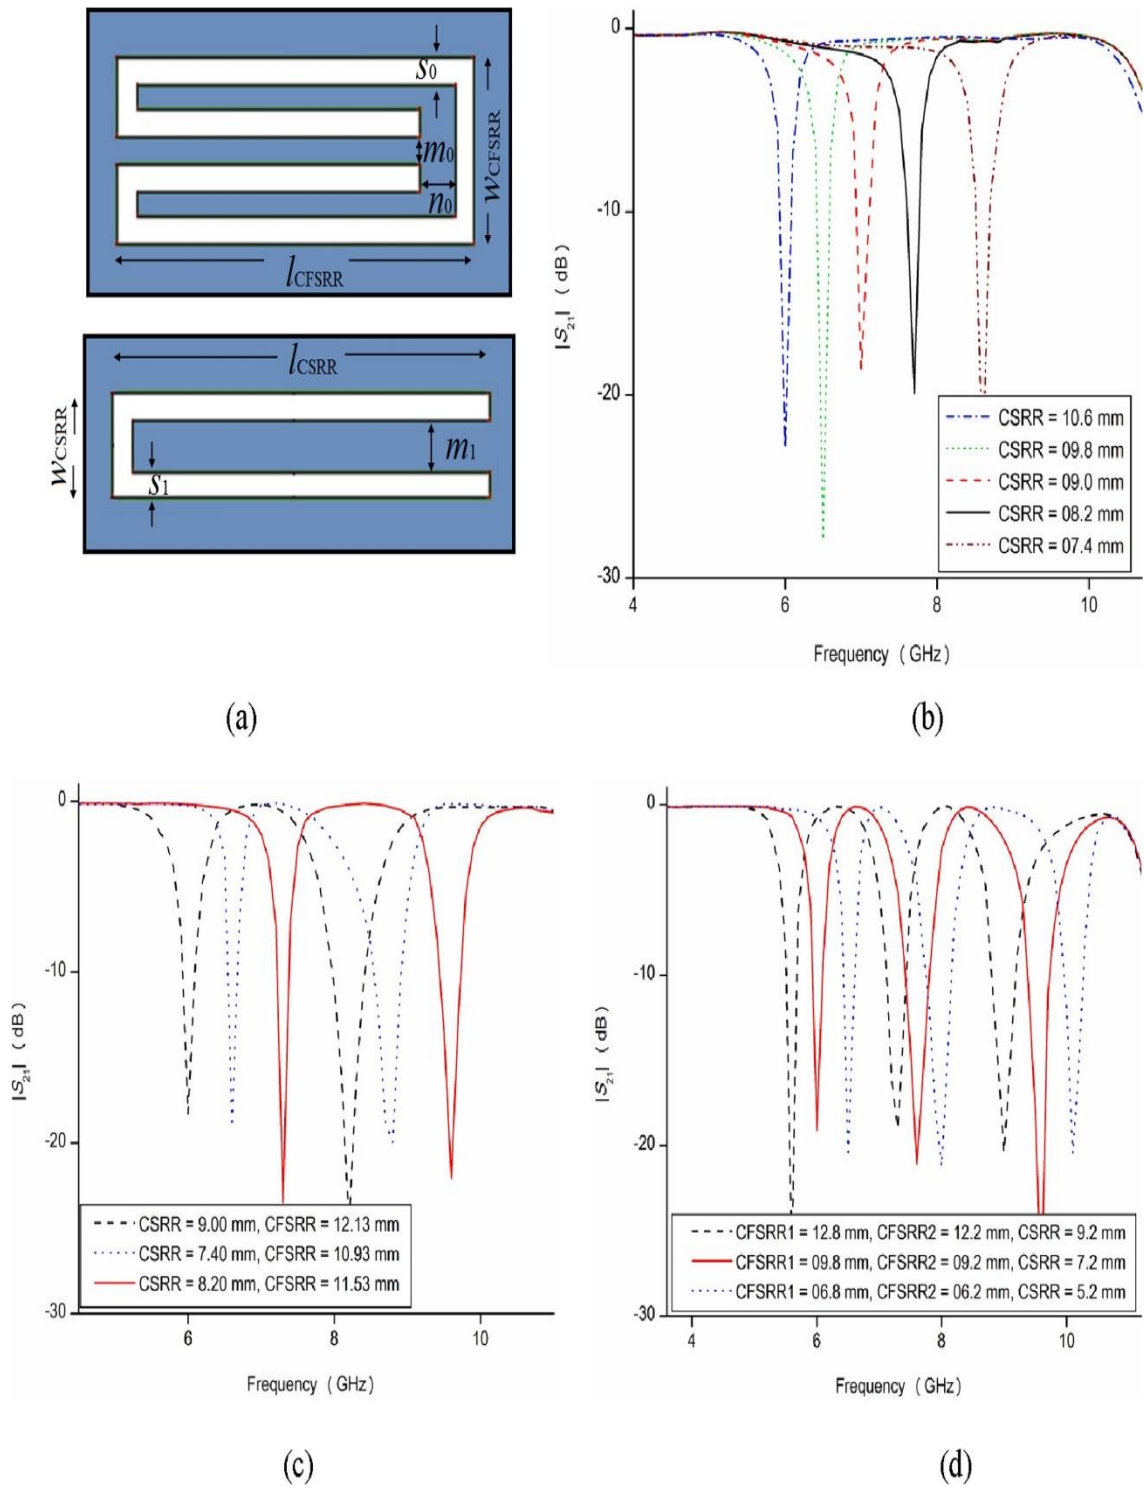 s0
m0
n0
wCFSRR
lCFSRR
lCSRR
wCSRR
m1
s1
(a)
0
-10
-20
-30
|S21| ( dB )
CSRR = 10.6 mm
CSRR = 09.8 mm
CSRR = 09.0 mm
CSRR = 08.2 mm
CSRR = 07.4 mm
4 6 8 10
Frequency ( GHz )
(b)
0
-10
-20
-30
|S21| ( dB )
CSRR = 9.00 mm, CFSRR = 12.13 mm
CSRR = 7.40 mm, CFSRR = 10.93 mm
CSRR = 8.20 mm, CFSRR = 11.53 mm
6 8 10
Frequency ( GHz )
(c)
0
-10
-20
-30
|S21| ( dB )
CFSRR1 = 12.8 mm, CFSRR2 = 12.2 mm, CSRR = 9.2 mm
CFSRR1 = 09.8 mm, CFSRR2 = 09.2 mm, CSRR = 7.2 mm
CFSRR1 = 06.8 mm, CFSRR2 = 06.2 mm, CSRR = 5.2 mm
4 6 8 10
Frequency ( GHz )
(d)